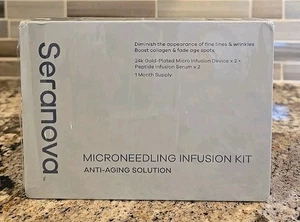 Seranova
Diminish the appearance of fine lines & wrinkles
Boost collagen & fade age spots
24k Gold-Plated Micro Infusion Device x 2 +
Peptide Infusion Serum x 2
1 Month Supply
MICRONEEDLING INFUSION KIT
ANTI-AGING SOLUTION